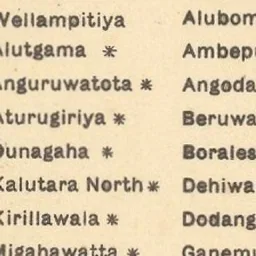 Wellampitiya Alubom
Alutgama * Ambepu
Anguruwatota * Angoda
Aturugiriya * Beruwa
Dunagaha * Borales
Kalutara North * Dehiwa
Kirillawala * Dodang
Migahawatta * Ganemu